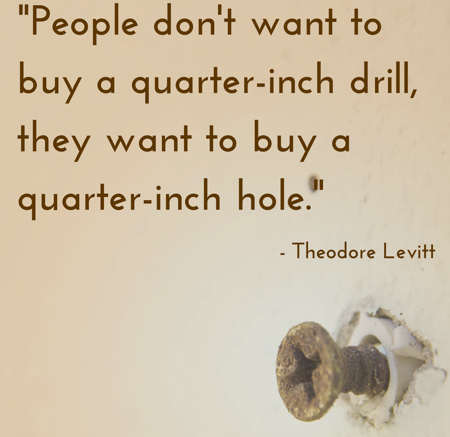 "People don't want to
buy a quarter-inch drill,
they want to buy a
quarter-inch hole."
- Theodore Levitt